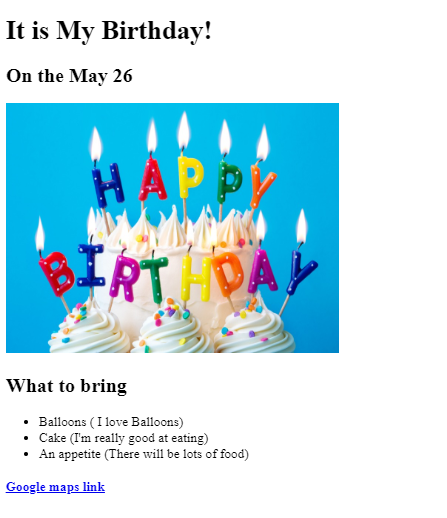 It is My Birthday!
On the May 26
HAPPY
BIRTHDAY
What to bring
Balloons ( I love Balloons)
Cake (I'm really good at eating)
An appetite (There will be lots of food)
Google maps link